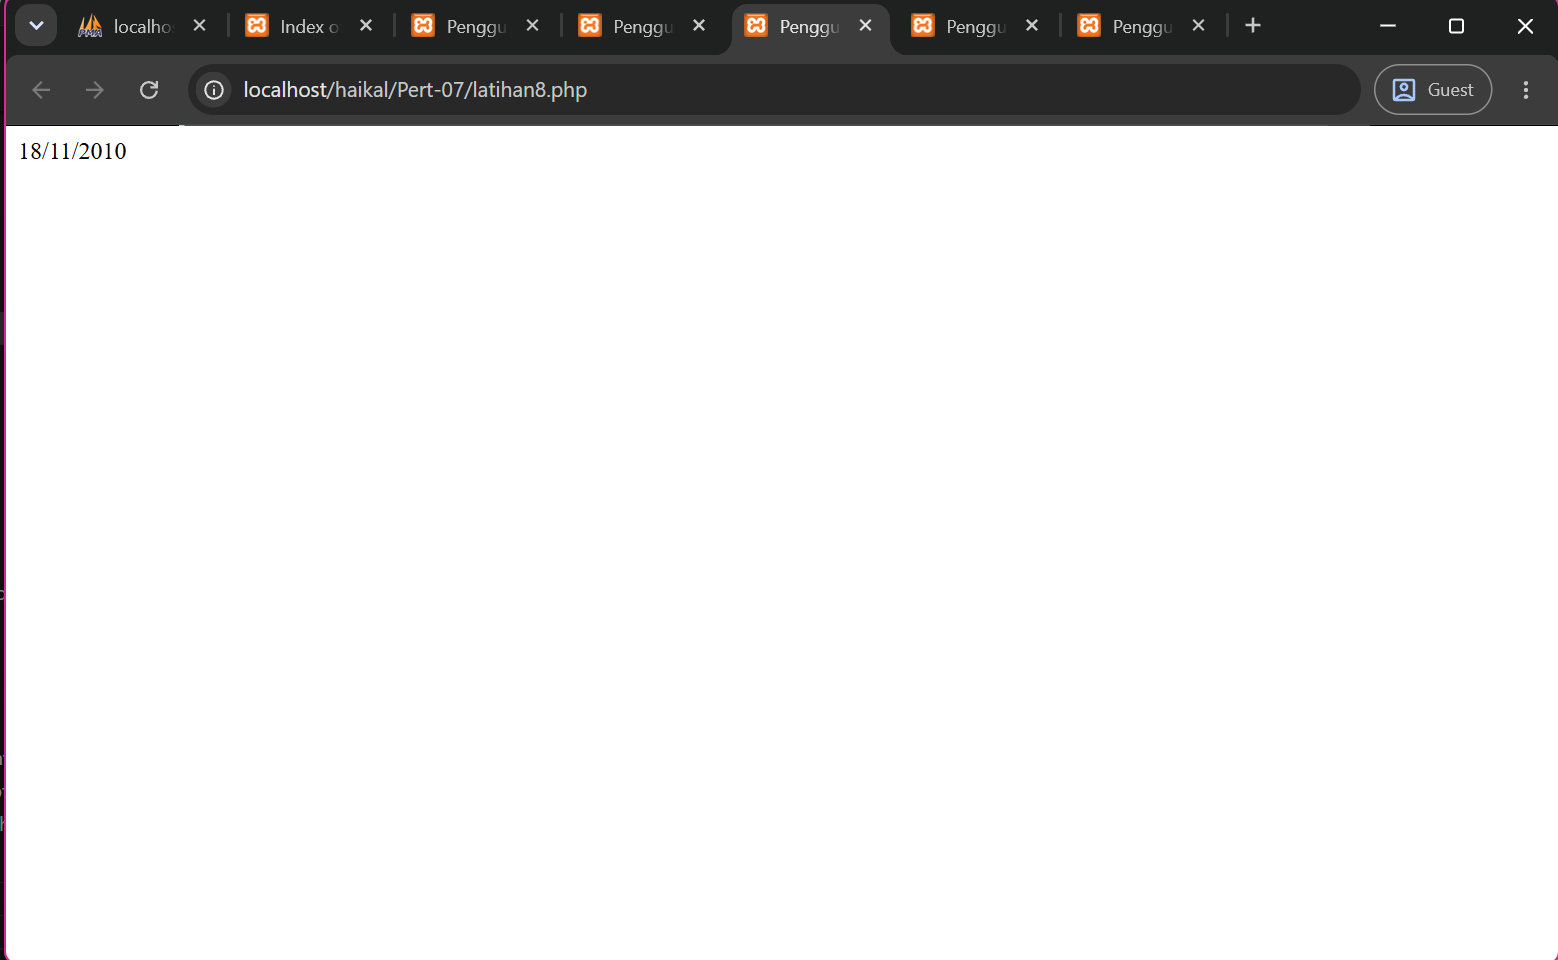 localho
Index o
Penggu
Penggu
Penggu
Penggu
Penggu
localhost/haikal/Pert-07/latihan8.php
Guest
18/11/2010